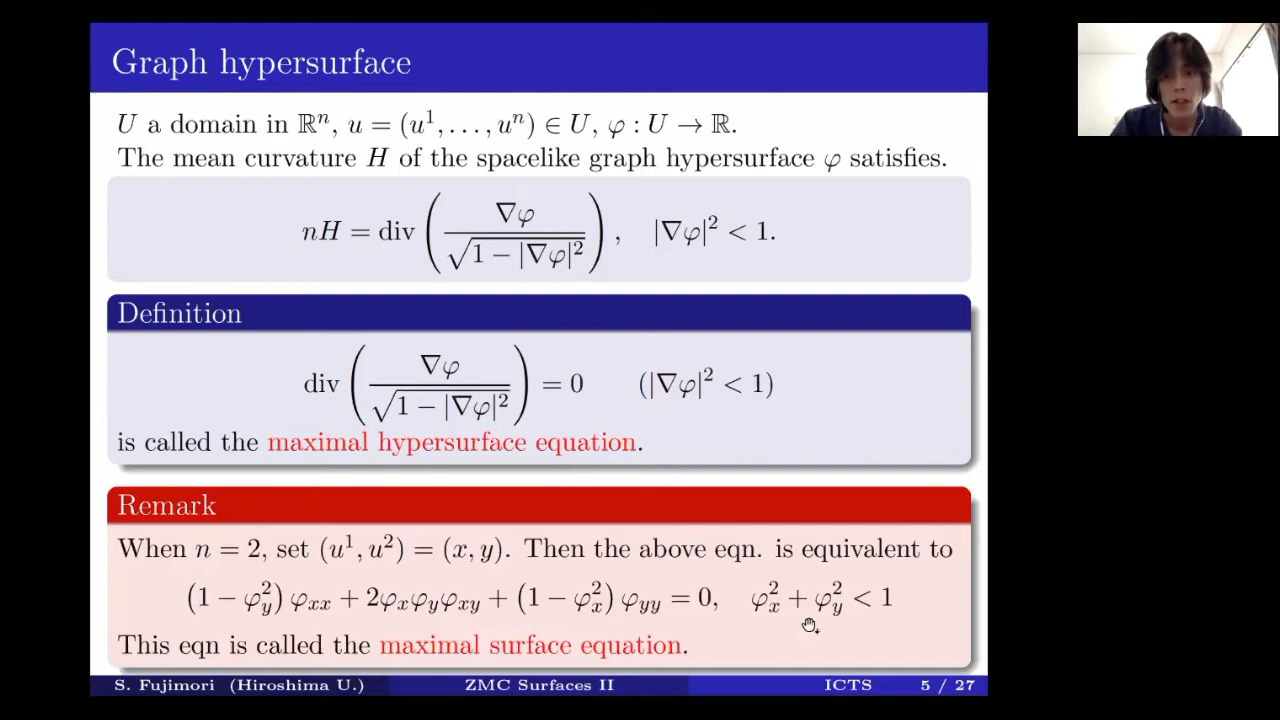 Graph hypersurface
U a domain in ℝⁿ, u = (u¹, . . . , uⁿ) ∈ U, φ : U → ℝ.
The mean curvature H of the spacelike graph hypersurface φ satisfies.
nH = div ( ∇φ / √(1 − |∇φ|²) ) , |∇φ|² < 1.
Definition
div ( ∇φ / √(1 − |∇φ|²) ) = 0 (|∇φ|² < 1)
is called the maximal hypersurface equation.
Remark
When n = 2, set (u¹, u²) = (x, y). Then the above eqn. is equivalent to
(1 − φ_y²) φ_xx + 2φ_xφ_yφ_xy + (1 − φ_x²) φ_yy = 0, φ_x² + φ_y² < 1
This eqn is called the maximal surface equation.
S. Fujimori (Hiroshima U.) ZMC Surfaces II ICTS 5 / 27